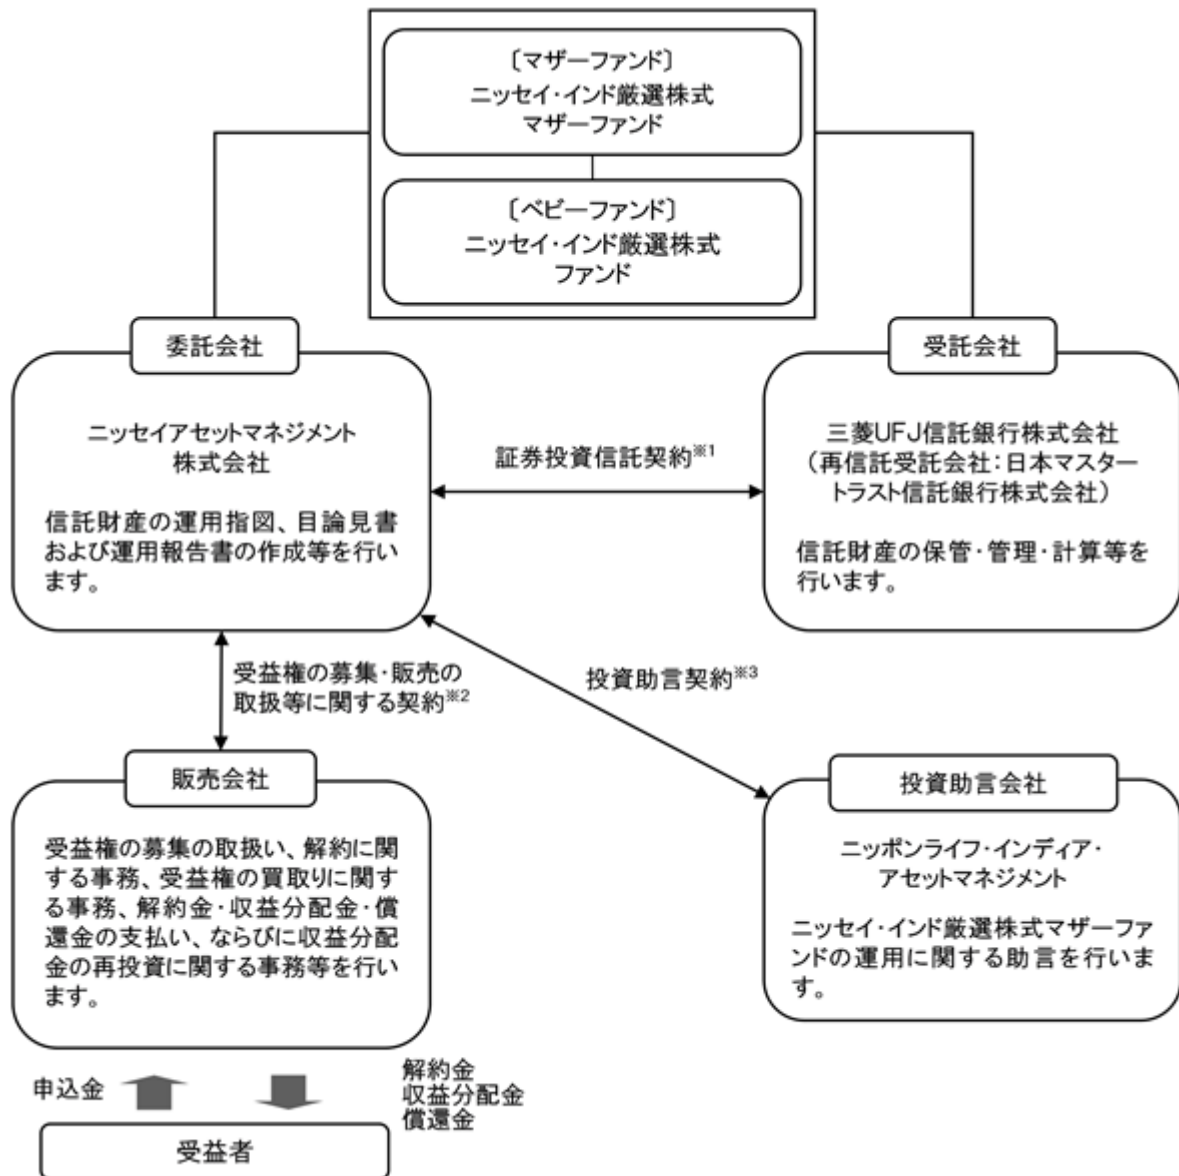 〔マザーファンド〕
ニッセイ・インド厳選株式
マザーファンド
〔ベビーファンド〕
ニッセイ・インド厳選株式
ファンド
委託会社
ニッセイアセットマネジメント
株式会社
信託財産の運用指図、目論見書
および運用報告書の作成等を行い
ます。
証券投資信託契約※1
受託会社
三菱UFJ信託銀行株式会社
（再信託受託会社：日本マスター
トラスト信託銀行株式会社）
信託財産の保管・管理・計算等を
行います。
受益権の募集・販売の
取扱等に関する契約※2
投資助言契約※3
販売会社
受益権の募集の取扱い、解約に関
する事務、受益権の買取りに関す
る事務、解約金・収益分配金・償
還金の支払い、ならびに収益分配
金の再投資に関する事務等を行い
ます。
投資助言会社
ニッポンライフ・インディア・
アセットマネジメント
ニッセイ・インド厳選株式マザーファ
ンドの運用に関する助言を行いま
す。
申込金
解約金
収益分配金
償還金
受益者